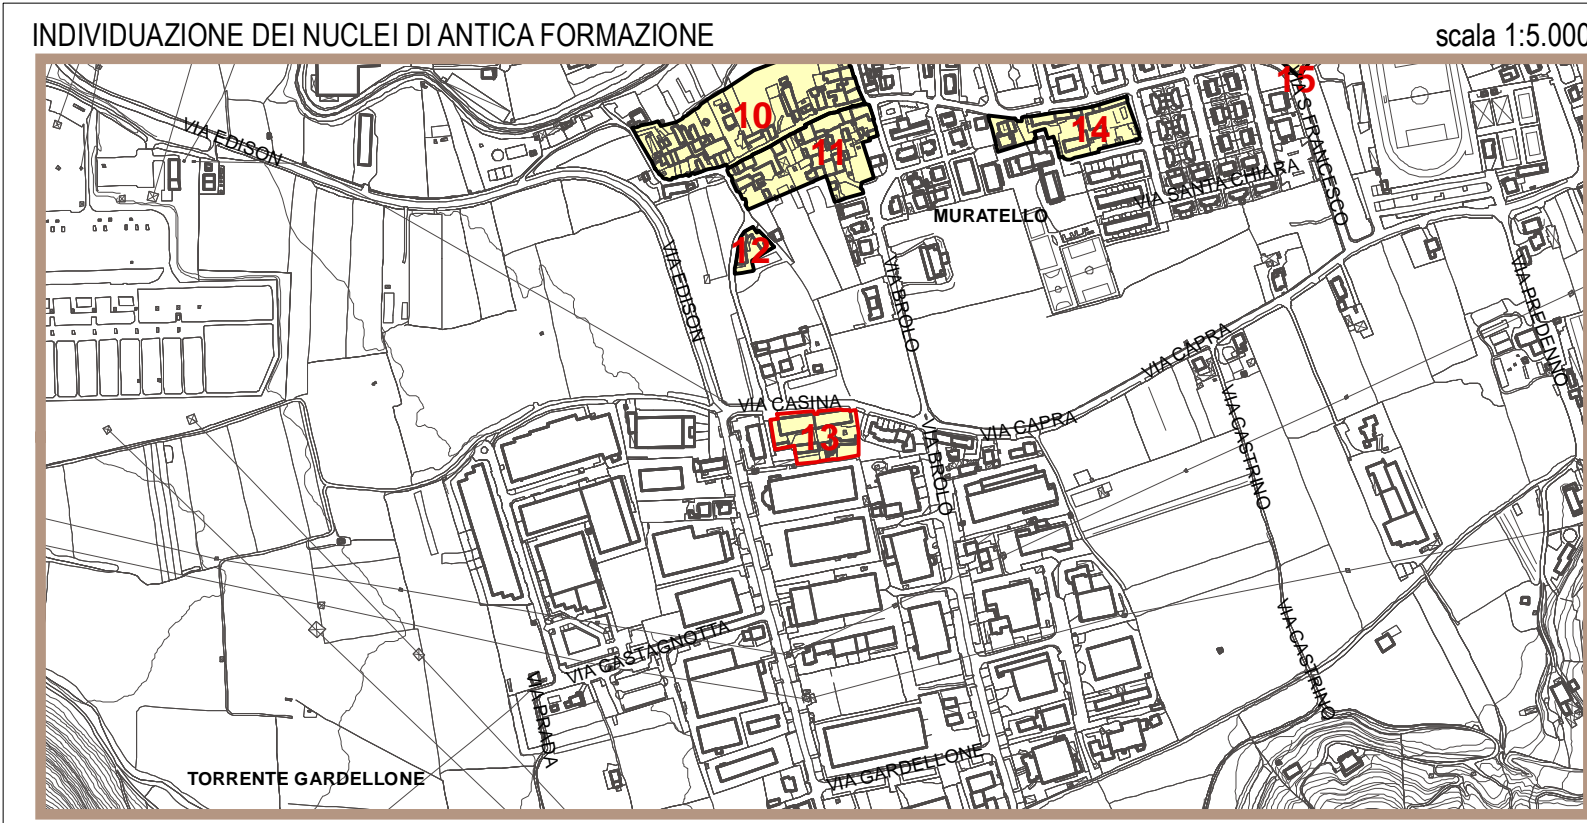 INDIVIDUAZIONE DEI NUCLEI DI ANTICA FORMAZIONE
scala 1:5.000
15
10
14
VIA EDISON
11
VIA S.FRANCESCO
VIA SANTA CHIARA
MURATELLO
12
VIA EDISON
VIA BROLO
VIA PREDENNO
VIA CAPRA
VIA CASINA
VIA CAPRA
13
VIA BROLO
VIA CASTRINO
VIA CASTAGNOTTA
VIA CASTRINO
VIA PRADA
VIA GARDELLONE
TORRENTE GARDELLONE